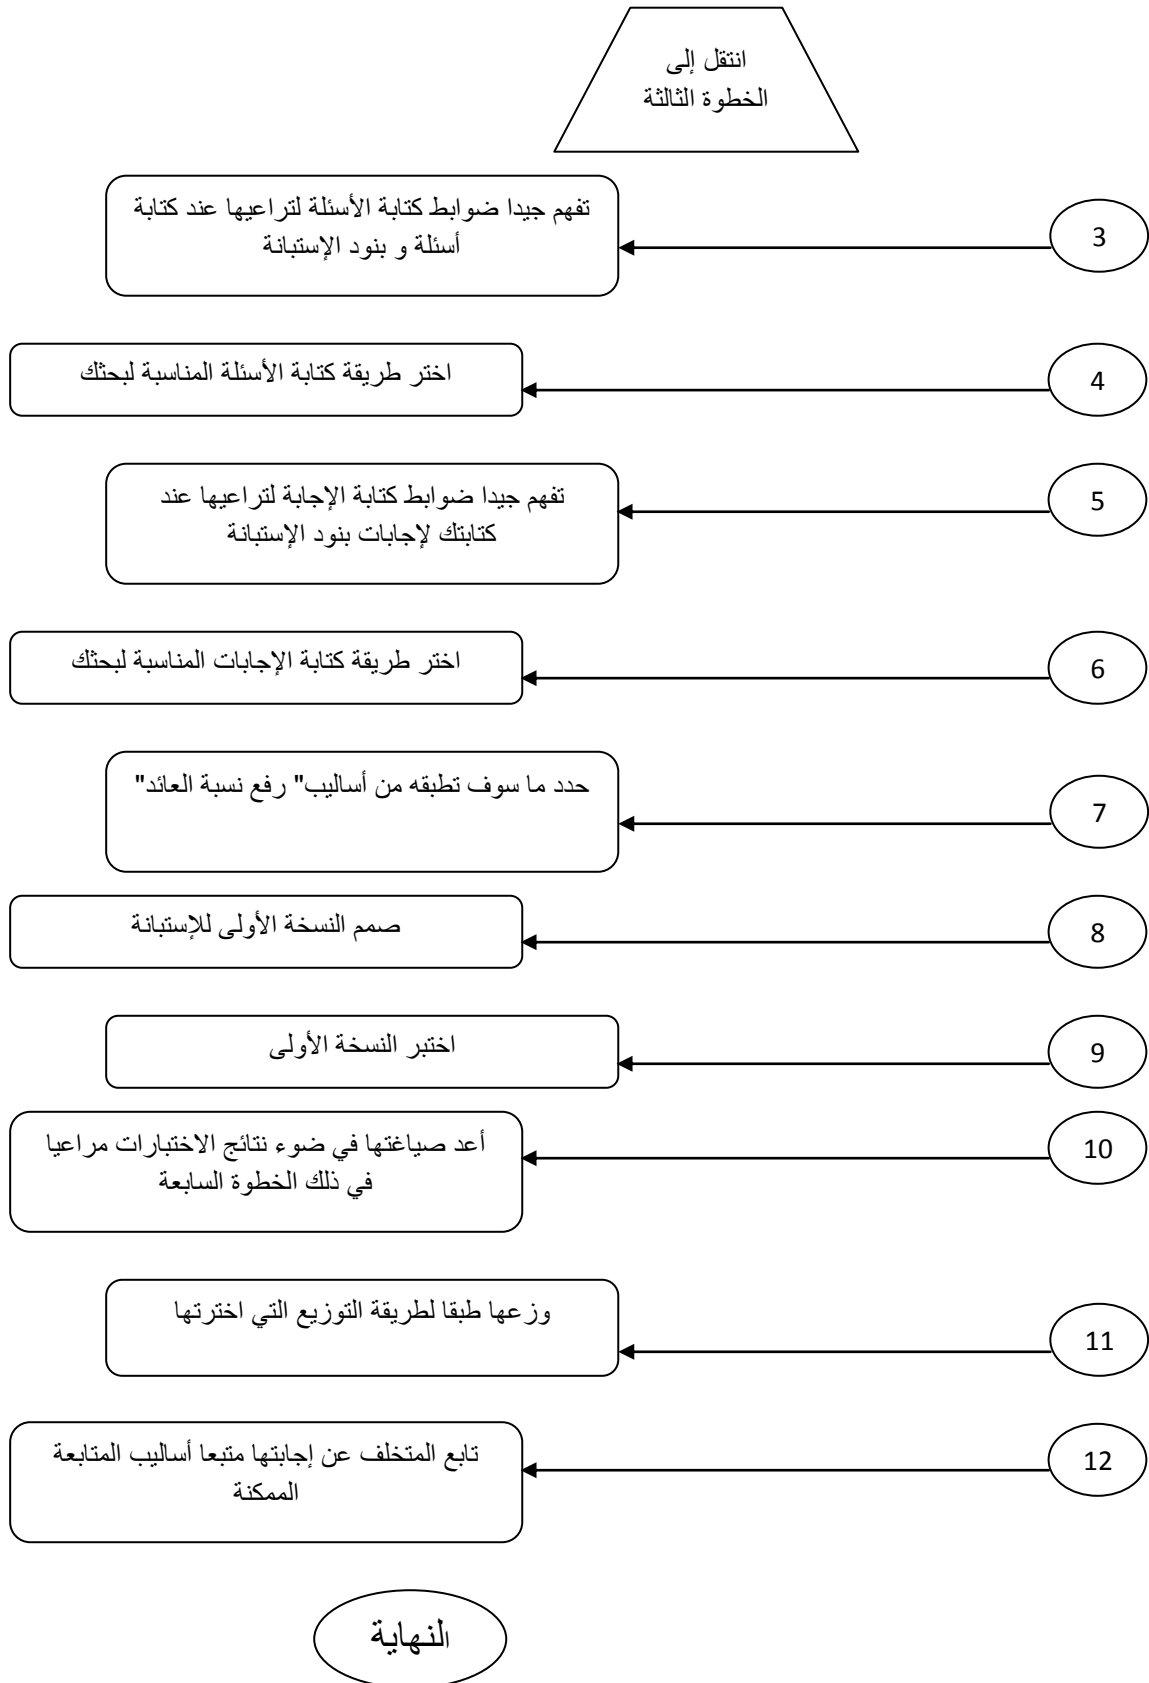 انتقل إلى
الخطوة الثالثة
3
تفهم جيدا ضوابط كتابة الأسئلة لتراعيها عند كتابة
أسئلة و بنود الإستبانة
4
اختر طريقة كتابة الأسئلة المناسبة لبحثك
5
تفهم جيدا ضوابط كتابة الإجابة لتراعيها عند
كتابتك لإجابات بنود الإستبانة
6
اختر طريقة كتابة الإجابات المناسبة لبحثك
7
حدد ما سوف تطبقه من أساليب" رفع نسبة العائد"
8
صمم النسخة الأولى للإستبانة
9
اختبر النسخة الأولى
10
أعد صياغتها في ضوء نتائج الاختبارات مراعيا
في ذلك الخطوة السابعة
11
وزعها طبقا لطريقة التوزيع التي اخترتها
12
تابع المتخلف عن إجابتها متبعا أساليب المتابعة
الممكنة
النهاية